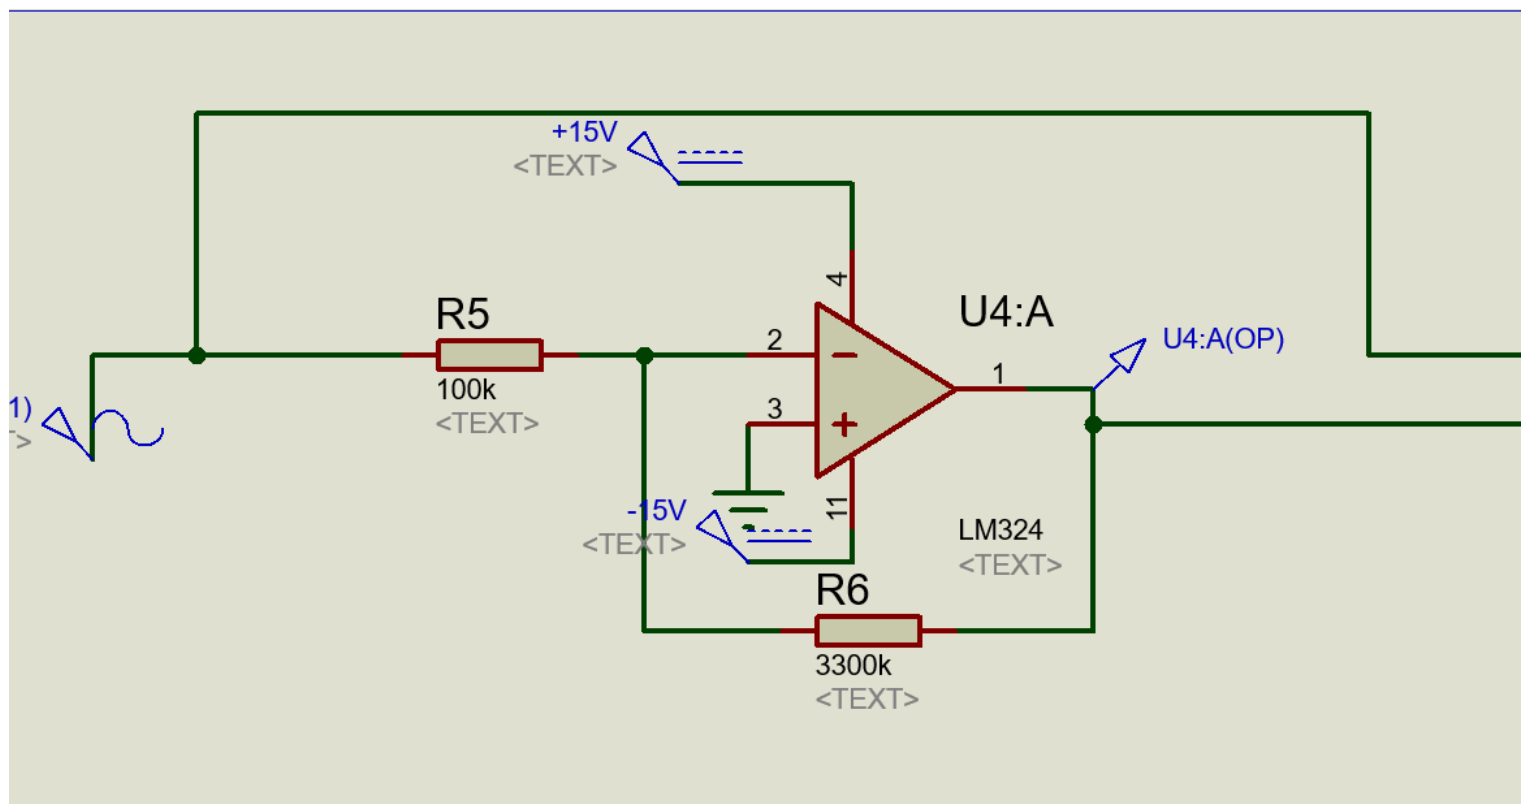 +15V
<TEXT>
4
R5
U4:A
2
U4:A(OP)
1
100k
<TEXT>
3
1)
>
-15V
<TEXT>
11
LM324
<TEXT>
R6
3300k
<TEXT>